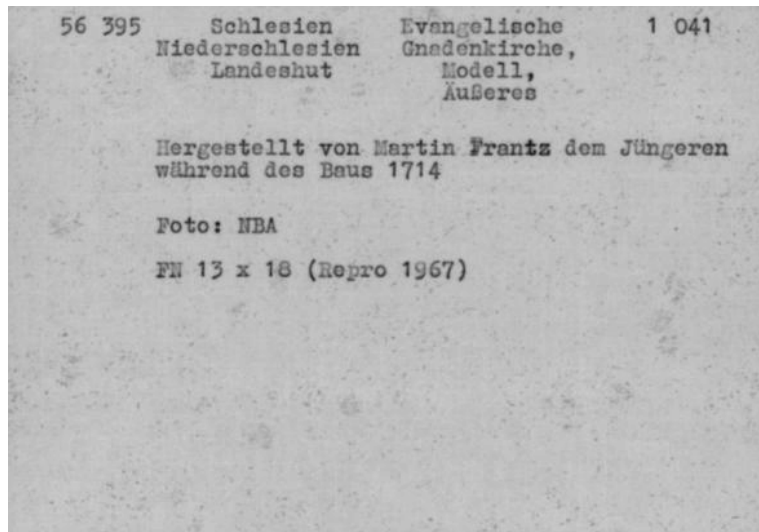 56 395 Schlesien Evangelische 1 041
Niederschlesien Gnadenkirche,
Landeshut Modell,
Äußeres
Hergestellt von Martin Frantz dem Jüngeren
während des Baus 1714
Foto: NBA
FN 13 x 18 (Repro 1967)